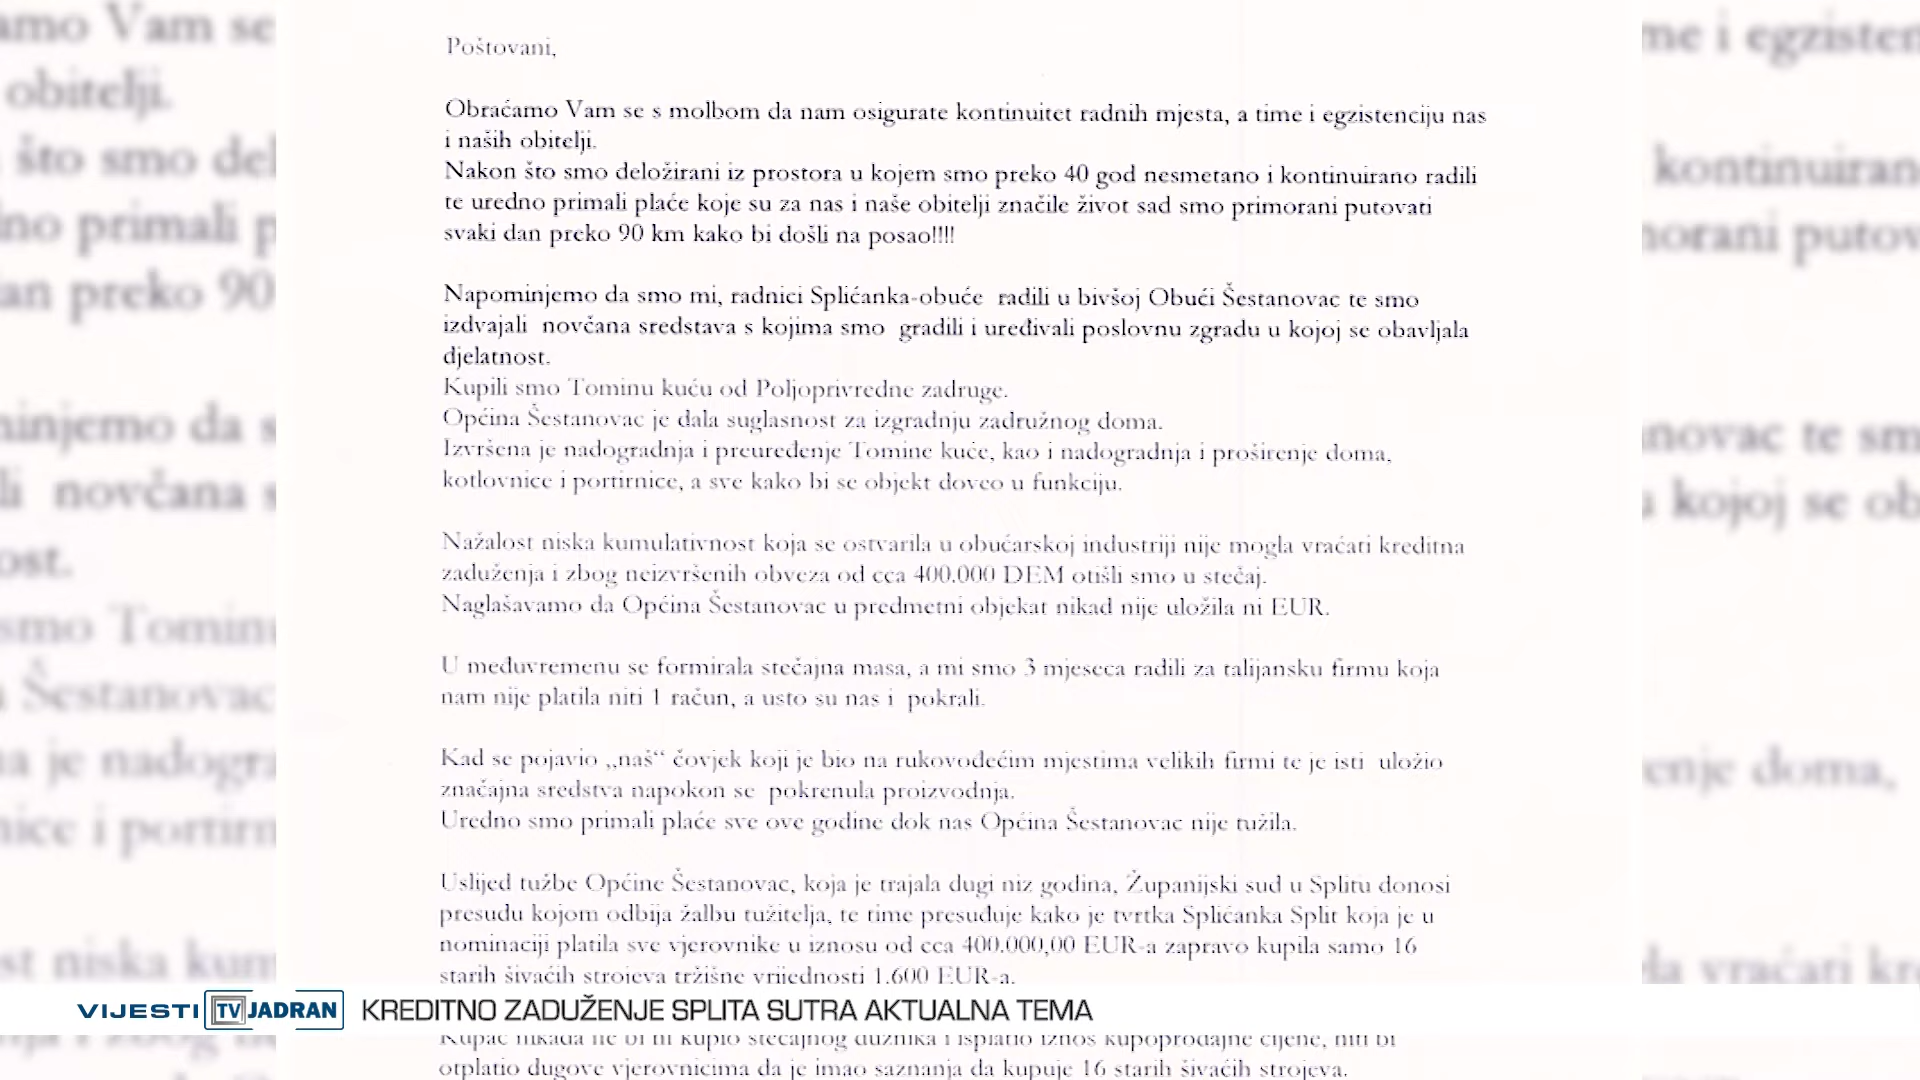 Poštovani,
Obraćamo Vam se s molbom da nam osigurate kontinuitet radnih mjesta, a time i egzistenciju nas
i naših obitelji.
Nakon što smo deložirani iz prostora u kojem smo preko 40 god nesmetano i kontinuirano radili
te uredno primali plaće koje su za nas i naše obitelji značile život sad smo primorani putovati
svaki dan preko 90 km kako bi došli na posao!!!!
Napominjemo da smo mi, radnici Splićanka-obuće radili u bivšoj Obući Šestanovac te smo
izdvajali novčana sredstava s kojima smo gradili i uređivali poslovnu zgradu u kojoj se obavljala
djelatnost.
Kupili smo Tominu kuću od Poljoprivredne zadruge.
Općina Šestanovac je dala suglasnost za izgradnju zadružnog doma.
Izvršena je nadogradnja i preuređenje Tomine kuće, kao i nadogradnja i proširenje doma,
kotlovnice i portirnice, a sve kako bi se objekt doveo u funkciju.
Nažalost niska kumulativnost koja se ostvarila u obućarskoj industriji nije mogla vraćati kreditna
zaduženja i zbog neizvršenih obveza od cca 400.000 DEM otišli smo u stečaj.
Naglašavamo da Općina Šestanovac u predmetni objekat nikad nije uložila ni EUR.
U međuvremenu se formirala stečajna masa, a mi smo 3 mjeseca radili za talijansku firmu koja
nam nije platila niti 1 račun, a usto su nas i pokrali.
Kad se pojavio „naš“ čovjek koji je bio na rukovodećim mjestima velikih firmi te je isti uložio
značajna sredstva napokon se pokrenula proizvodnja.
Uredno smo primali plaće sve ove godine dok nas Općina Šestanovac nije tužila.
Uslijed tužbe Općine Šestanovac, koja je trajala dugi niz godina, Županijski sud u Splitu donosi
presudu kojom odbija žalbu tužitelja, te time presuđuje kako je tvrtka Splićanka Split koja je u
nominaciji platila sve vjerovnike u iznosu od cca 400.000,00 EUR-a zapravo kupila samo 16
starih šivaćih strojeva tržišne vrijednosti 1.600 EUR-a.
VIJESTI TV JADRAN KREDITNO ZADUŽENJE SPLITA SUTRA AKTUALNA TEMA
Kupac nikada ne bi ni kupio stečajnog dužnika i isplatio iznos kupoprodajne cijene, niti bi
otplatio dugove vjerovnicima da je imao saznanja da kupuje 16 starih šivaćih strojeva.